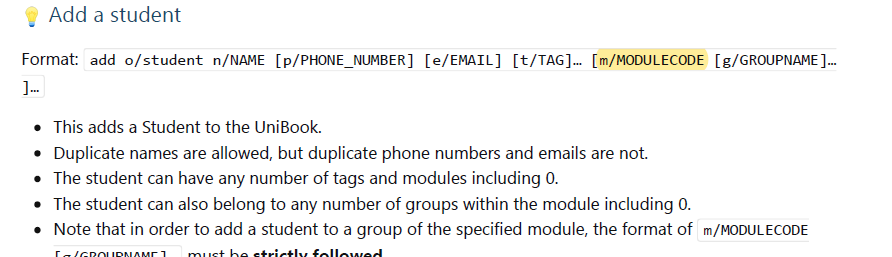 💡 Add a student
Format: add o/student n/NAME [p/PHONE_NUMBER] [e/EMAIL] [t/TAG]… [m/MODULECODE [g/GROUPNAME]…
]…
• This adds a Student to the UniBook.
• Duplicate names are allowed, but duplicate phone numbers and emails are not.
• The student can have any number of tags and modules including 0.
• The student can also belong to any number of groups within the module including 0.
• Note that in order to add a student to a group of the specified module, the format of m/MODULECODE
[g/GROUPNAME] must be strictly followed